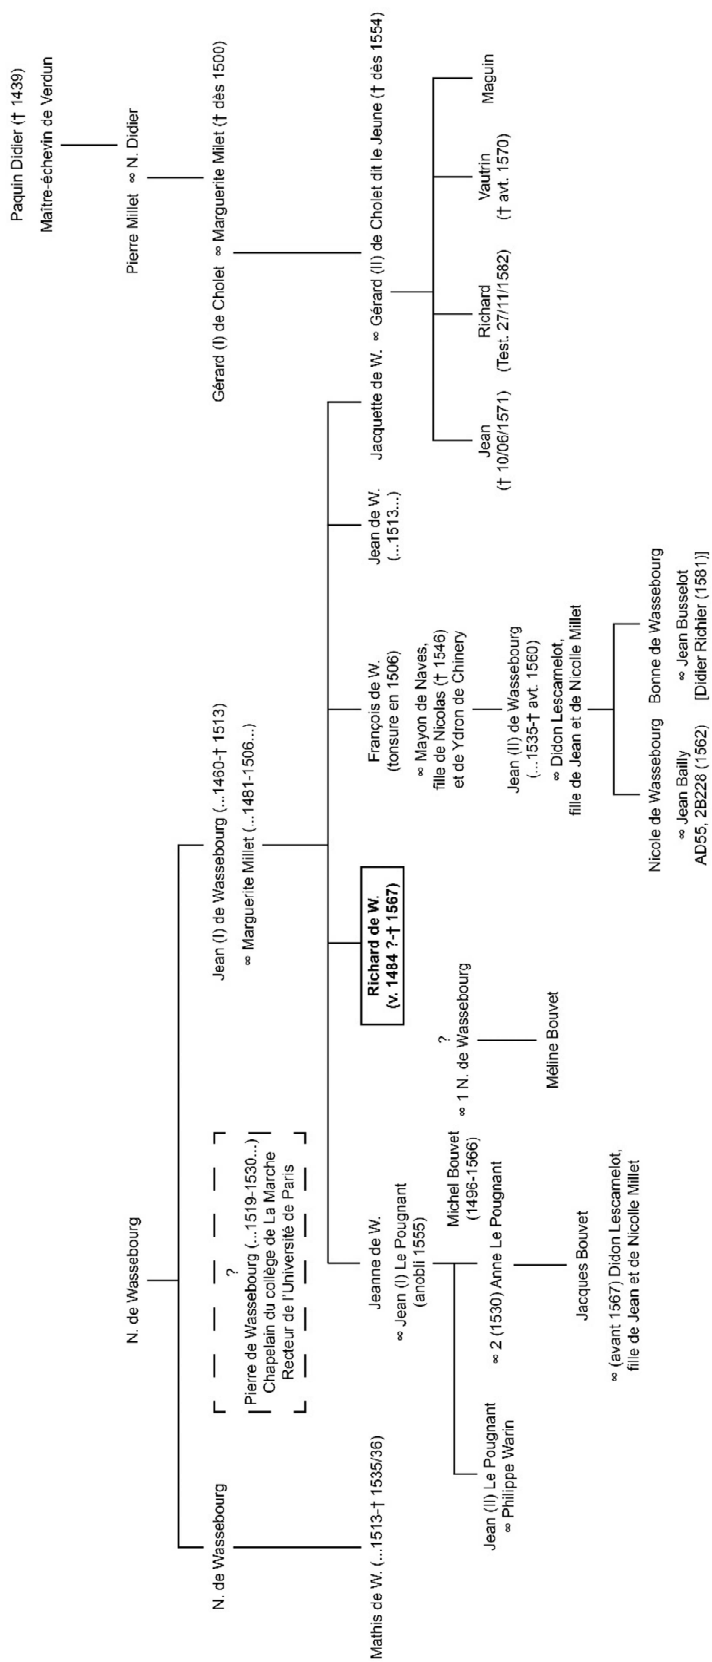 Paquin Didier († 1439)
Maître-échevin de Verdun
Pierre Millet ∞ N. Didier
N. de Wassebourg
N. de Wassebourg
?
Pierre de Wassebourg (...1519-1530...)
Chapelain du collège de La Marche
Recteur de l'Université de Paris
Jean (I) de Wassebourg (...1460-† 1513)
∞ Marguerite Millet (...1481-1506...)
Gérard (I) de Cholet ∞ Marguerite Milet († dès 1500)
Mathis de W. (...1513-† 1535/36)
Jeanne de W.
∞ Jean (I) Le Pougnant
(anobli 1555)
Richard de W.
(v. 1484 ?-† 1567)
François de W.
(tonsure en 1506)
∞ Mayon de Naves,
fille de Nicolas († 1546)
et de Ydron de Chinery
Jean de W.
(...1513...)
Jacquette de W. ∞ Gérard (II) de Cholet dit le Jeune († dès 1554)
Jean (II) Le Pougnant
∞ Philippe Warin
Michel Bouvet
(1496-1566)
∞ 2 (1530) Anne Le Pougnant
?
∞ 1 N. de Wassebourg
Jean (II) de Wassebourg
(...1535-† avt. 1560)
∞ Didon Lescamelot,
fille de Jean et de Nicolle Millet
Jean
(† 10/06/1571)
Richard
(Test. 27/11/1582)
Vautrin
(† avt. 1570)
Maguin
Jacques Bouvet
∞ (avant 1567) Didon Lescamelot,
fille de Jean et de Nicolle Millet
Méline Bouvet
Nicole de Wassebourg
∞ Jean Bailly
AD55, 2B228 (1562)
Bonne de Wassebourg
∞ Jean Busselot
[Didier Richier (1581)]